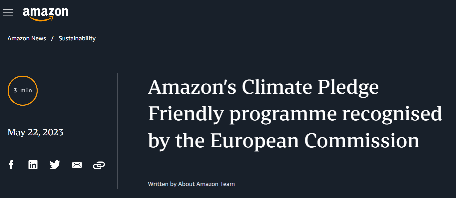 amazon
Amazon News / Sustainability
3 min
May 22, 2023
Amazon's Climate Pledge
Friendly programme recognised
by the European Commission
Written by About Amazon Team